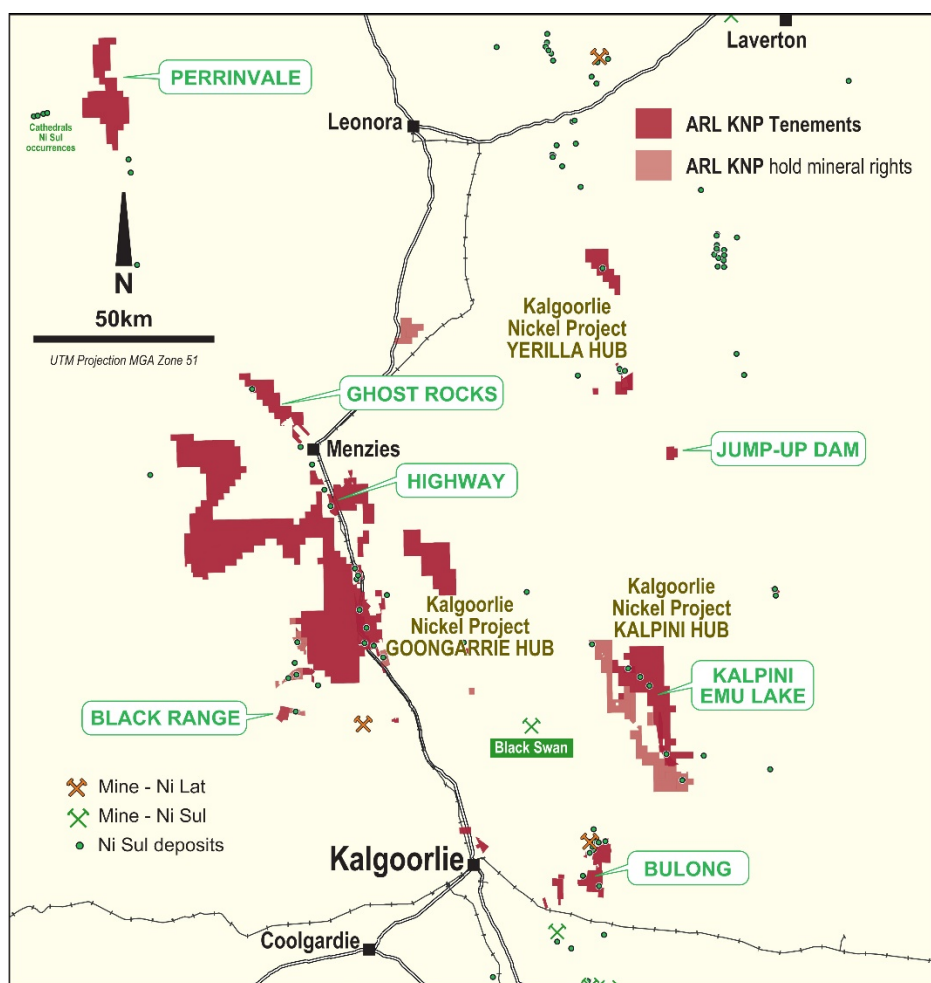 Laverton
PERRINVALE
Cathedrals
Ni Sul
occurrences
Leonora
ARL KNP Tenements
ARL KNP hold mineral rights
N
50km
UTM Projection MGA Zone 51
Kalgoorlie
Nickel Project
YERILLA HUB
GHOST ROCKS
Menzies
JUMP-UP DAM
HIGHWAY
Kalgoorlie
Nickel Project
GOONGARRIE HUB
Kalgoorlie
Nickel Project
KALPINI HUB
KALPINI
EMU LAKE
BLACK RANGE
Black Swan
Mine - Ni Lat
Mine - Ni Sul
Ni Sul deposits
Kalgoorlie
BULONG
Coolgardie